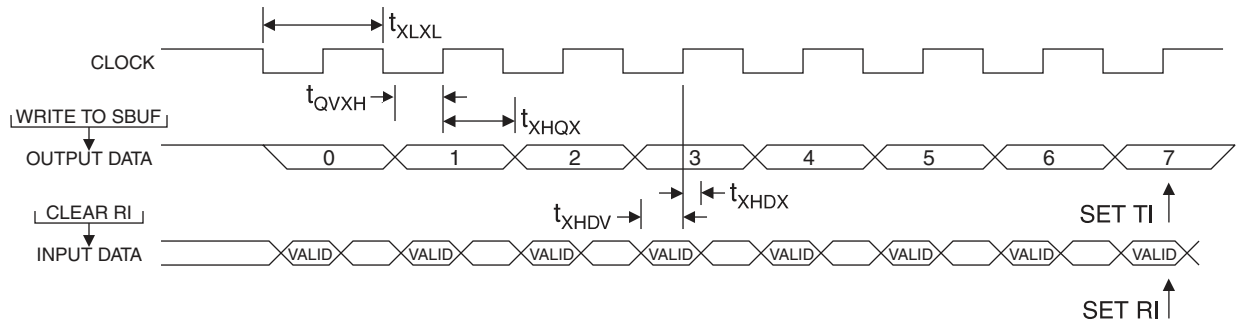 tXLXL
CLOCK
tQVXH
tXHQX
WRITE TO SBUF
OUTPUT DATA
0 1 2 3 4 5 6 7
tXHDX
tXHDV
SET TI
CLEAR RI
INPUT DATA
VALID VALID VALID VALID VALID VALID VALID VALID
SET RI